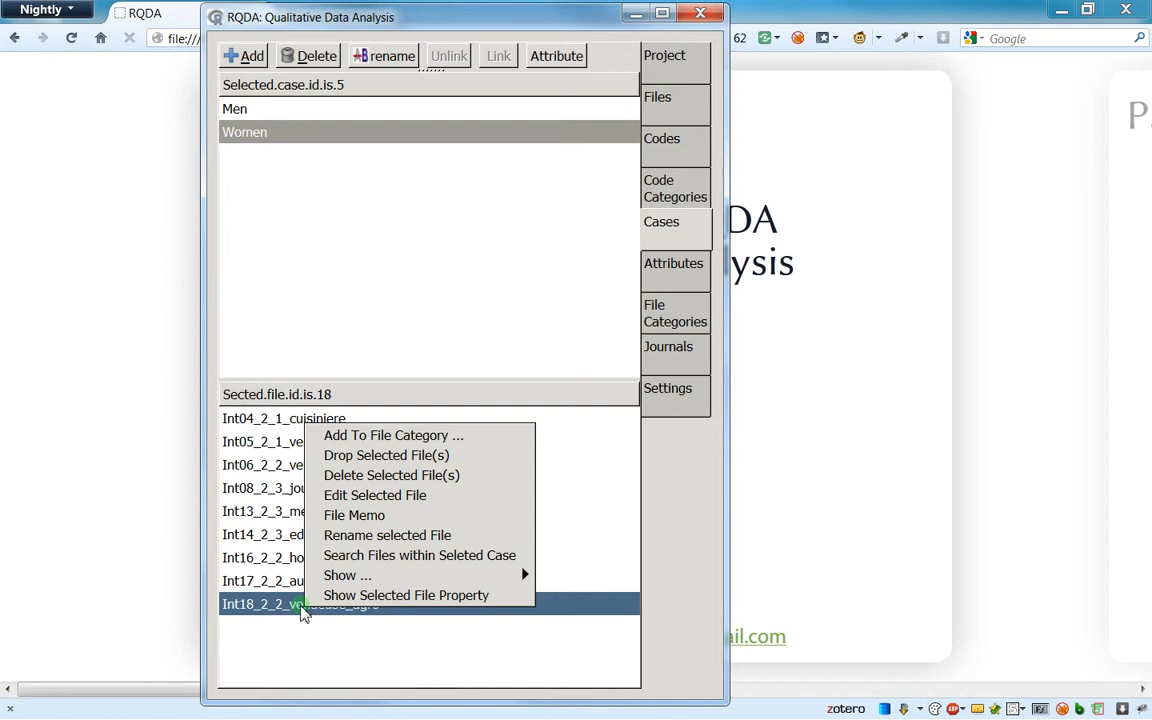 Nightly
RQDA
RQDA: Qualitative Data Analysis
file:///
62
Google
Add
Delete
rename
Unlink
Link
Attribute
Selected.case.id.is.5
Men
Women
Project
Files
Codes
Code
Categories
Cases
Attributes
File
Categories
Journals
Settings
DA
ysis
P
Sected.file.id.is.18
Int04_2_1_cuisiniere
Int05_2_1_ve
Int06_2_2_ve
Int08_2_3_jou
Int13_2_3_me
Int14_2_3_ed
Int16_2_2_ho
Int17_2_2_au
Int18_2_2_
Add To File Category ...
Drop Selected File(s)
Delete Selected File(s)
Edit Selected File
File Memo
Rename selected File
Search Files within Seleted Case
Show ...
Show Selected File Property
ail.com
zotero